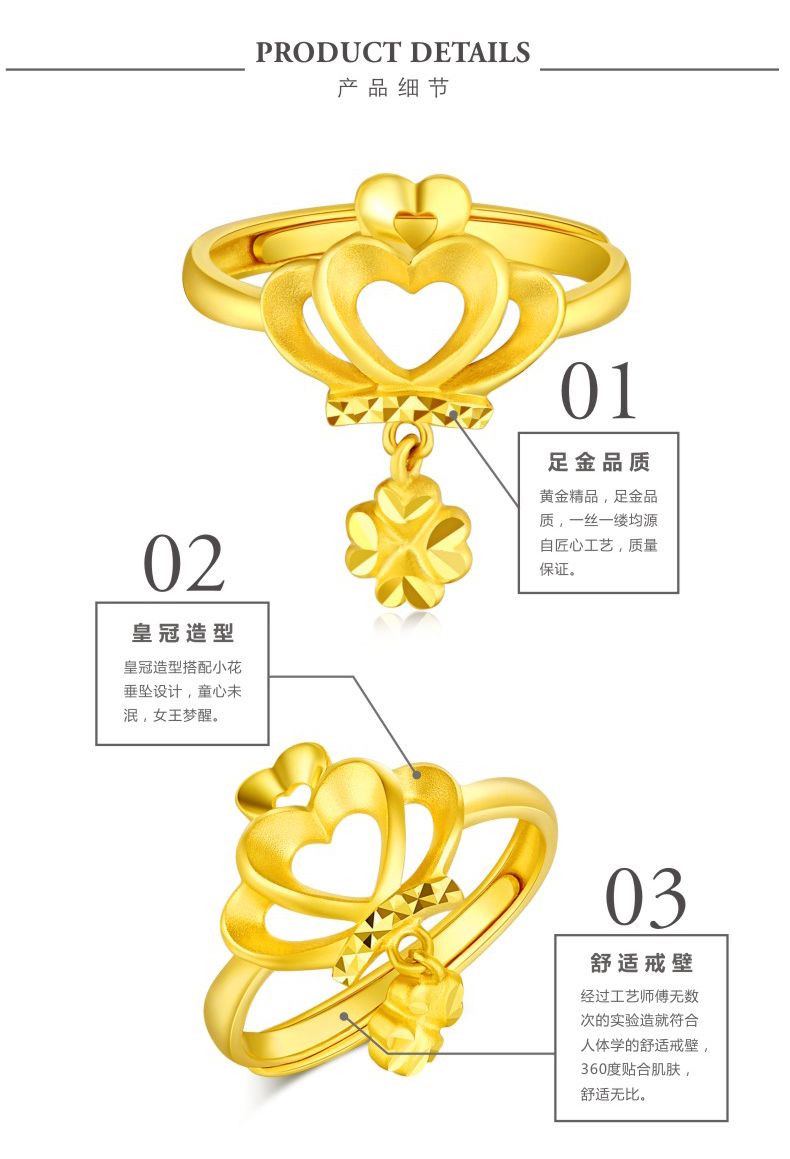 PRODUCT DETAILS
产品细节
01
足金品质
黄金精品，足金品
质，一丝一缕均源
自匠心工艺，质量
保证。
02
皇冠造型
皇冠造型搭配小花
垂坠设计，童心未
泯，女王梦醒。
03
舒适戒壁
经过工艺师傅无数
次的实验造就符合
人体学的舒适戒壁，
360度贴合肌肤，
舒适无比。